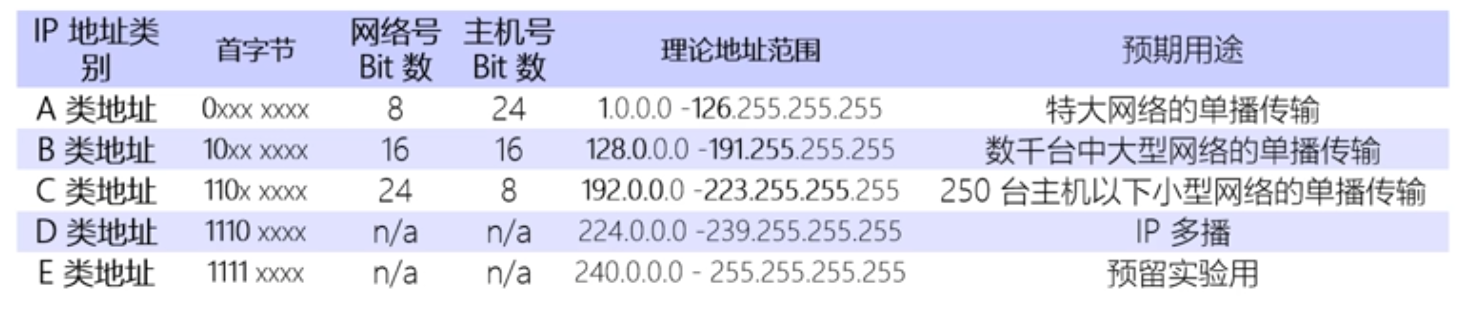 IP 地址类别 首字节 网络号 Bit 数 主机号 Bit 数 理论地址范围 预期用途
A 类地址 0xxx xxxx 8 24 1.0.0.0 -126.255.255.255 特大网络的单播传输
B 类地址 10xx xxxx 16 16 128.0.0.0 -191.255.255.255 数千台中大型网络的单播传输
C 类地址 110x xxxx 24 8 192.0.0.0 -223.255.255.255 250 台主机以下小型网络的单播传输
D 类地址 1110 xxxx n/a n/a 224.0.0.0 -239.255.255.255 IP 多播
E 类地址 1111 xxxx n/a n/a 240.0.0.0 - 255.255.255.255 预留实验用